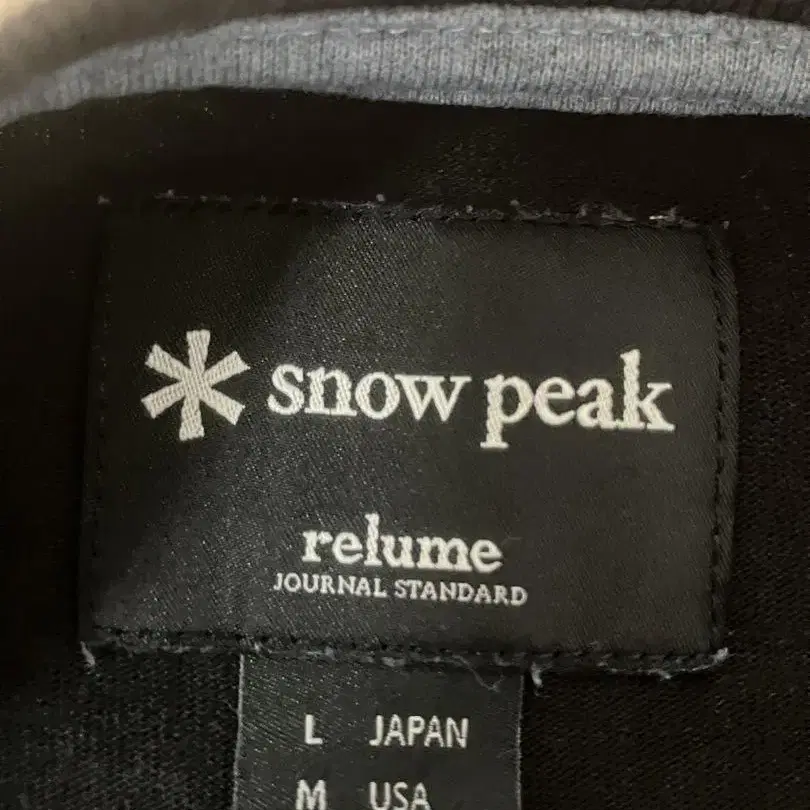 snow peak
relume
JOURNAL STANDARD
L JAPAN
M USA